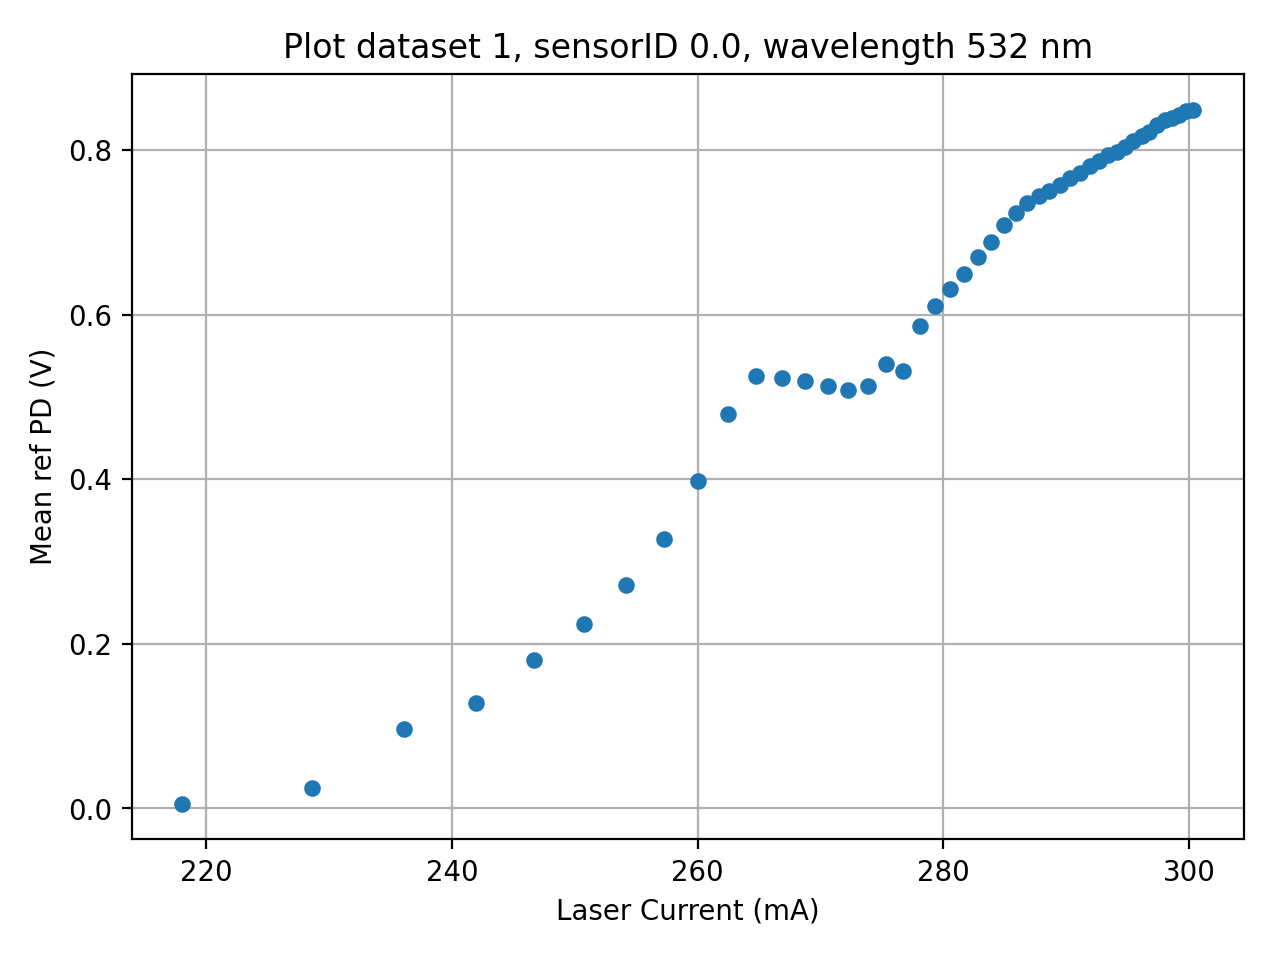 Plot dataset 1, sensorID 0.0, wavelength 532 nm
Mean ref PD (V)
0.8
0.6
0.4
0.2
0.0
220 240 260 280 300
Laser Current (mA)